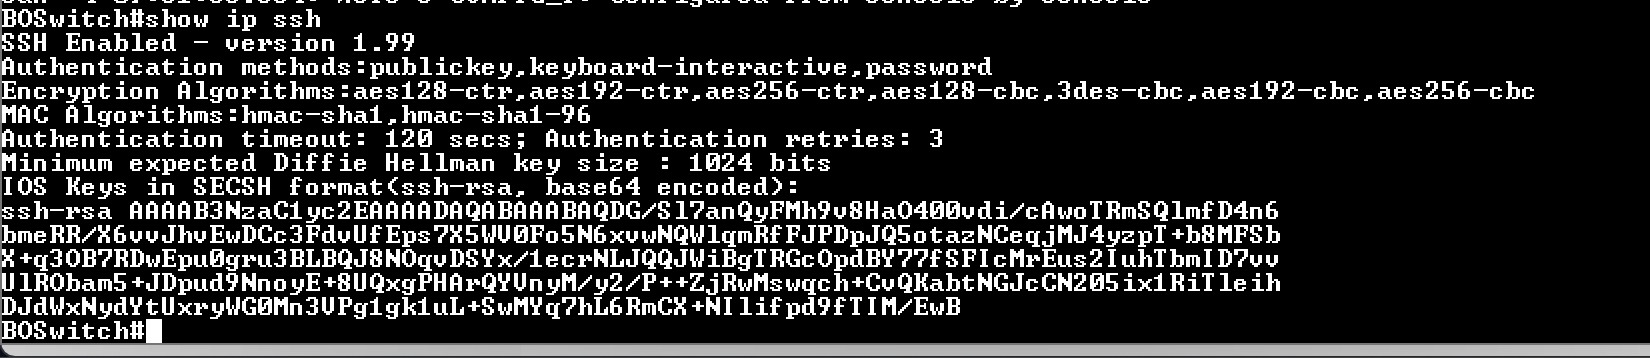 BOSwitch#show ip ssh
SSH Enabled - version 1.99
Authentication methods:publickey,keyboard-interactive,password
Encryption Algorithms:aes128-ctr,aes192-ctr,aes256-ctr,aes128-cbc,3des-cbc,aes192-cbc,aes256-cbc
MAC Algorithms:hmac-sha1,hmac-sha1-96
Authentication timeout: 120 secs; Authentication retries: 3
Minimum expected Diffie Hellman key size : 1024 bits
IOS Keys in SECSH format(ssh-rsa, base64 encoded):
ssh-rsa AAAAB3NzaC1yc2EAAAADAQABAAABAQDG/Sl7anQyFMh9v8HaO400vdi/cAwoTRmSQlmfD4n6
bmeRR/X6vvJhvEwDCc3FdvUfEps7X5WV0Fo5N6xvwNQWlqmRfFJPDpJQ5otazNCeqjMJ4yzpT+b8MFSb
X+q3OB7RDwEpu0gru3BLBQJ8NOqvDSYx/1ecrNLJQQJWiBgTRGcOpdBY77fSFIcMrEus2IuhTbmID7vv
UlRObam5+JDpud9NnoyE+8UQxgPHArQYVnyM/y2/P++ZjRwMswqch+CvQKabtNGJcCN205ix1RiTleih
DJdWxNydYtUxryWG0Mn3VPg1gk1uL+SwMYq7hL6RmCX+NIlifpd9fTIM/EwB
BOSwitch#